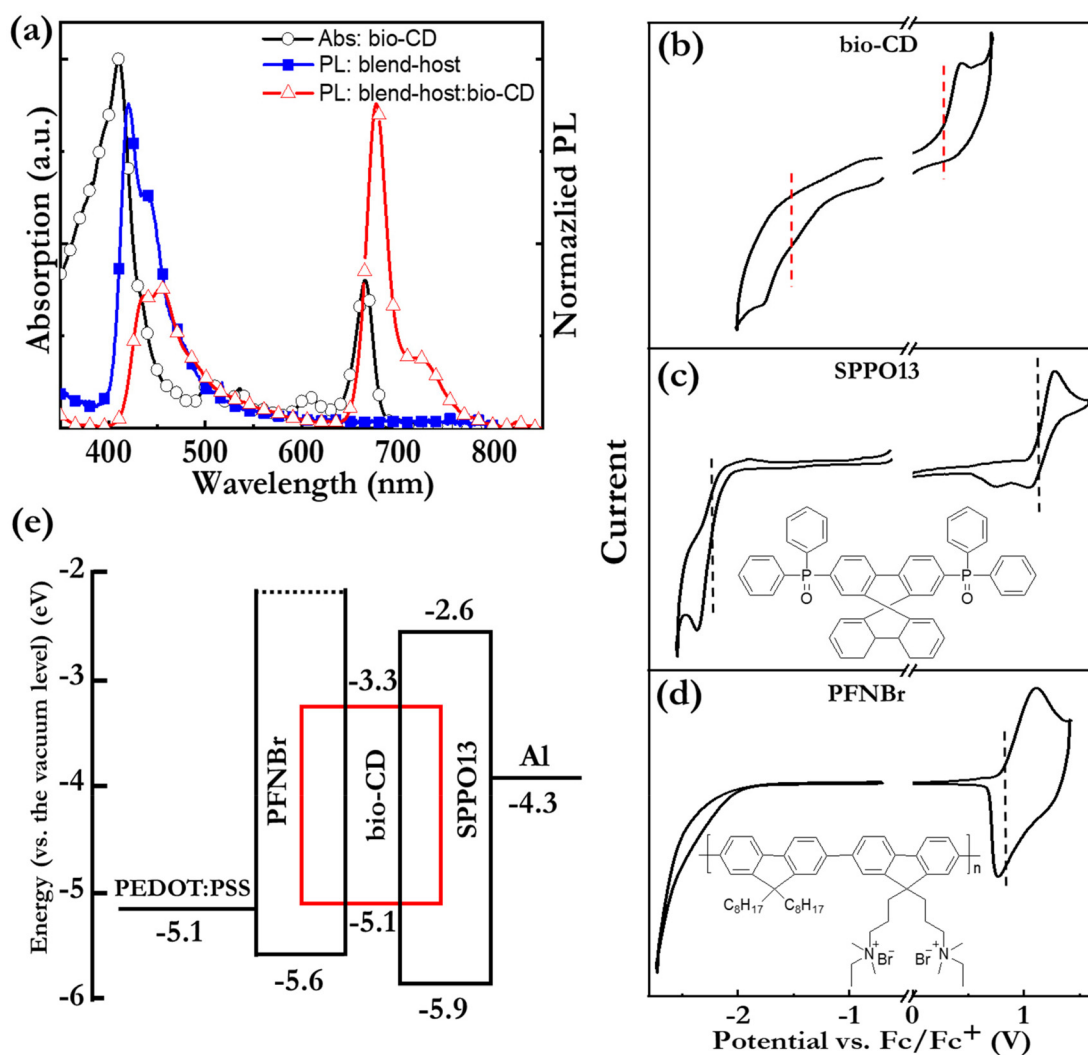 (a)
Abs: bio-CD
PL: blend-host
PL: blend-host:bio-CD
Absorption (a.u.)
Normazlied PL
400 500 600 700 800
Wavelength (nm)
(b)
bio-CD
(c)
SPPO13
P
O
P
O
(d)
PFNBr
n
C8H17 C8H17
N+ Br− Br− N+
Current
-2 -1 0 1
Potential vs. Fc/Fc+ (V)
(e)
Energy (vs. the vacuum level) (eV)
-2
-3
-4
-5
-6
PEDOT:PSS
-5.1
PFNBr
-5.6
-3.3
bio-CD
-5.1
-2.6
SPPO13
-5.9
Al
-4.3